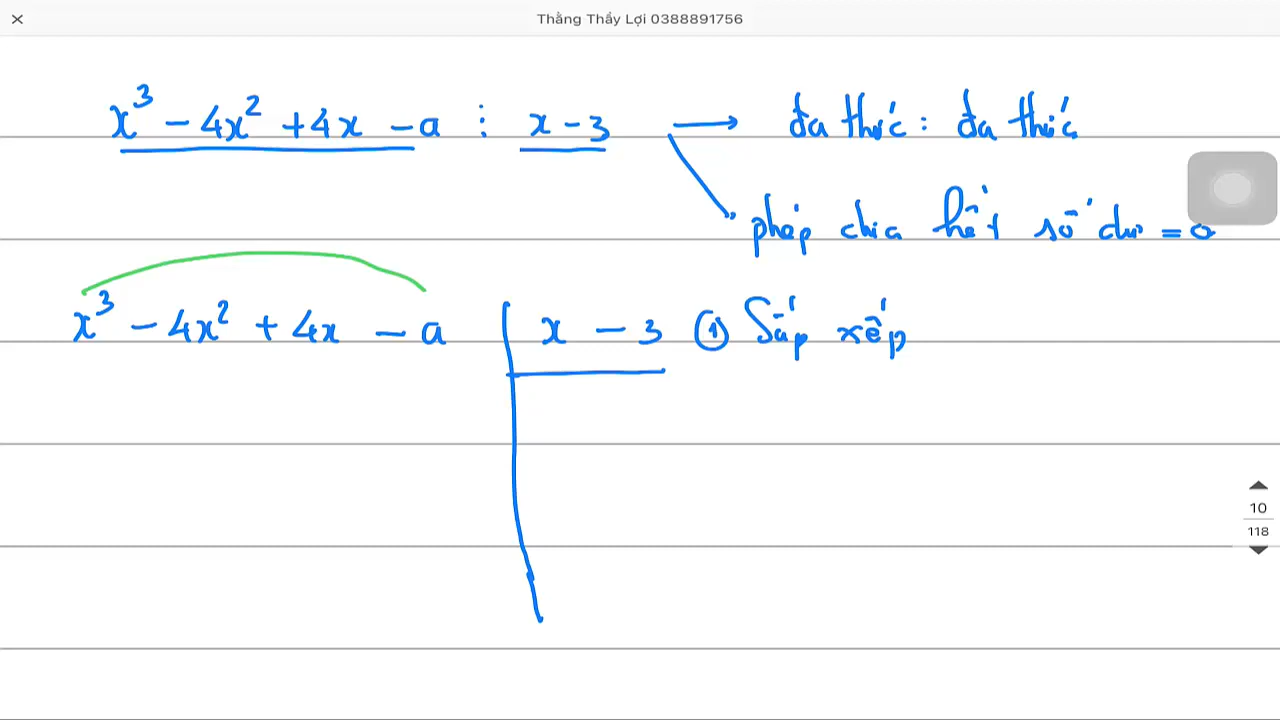 Thằng Thầy Lợi 0388891756
x³ - 4x² + 4x - a ⋮ x - 3 → đa thức : đa thức
phép chia hết số dư = 0
x³ - 4x² + 4x - a | x - 3 ① Sắp xếp
10
118